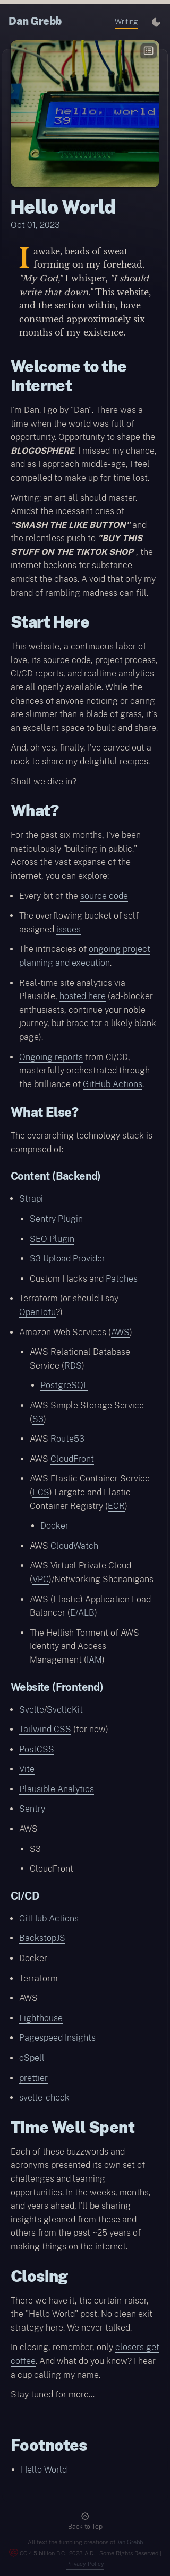 Dan Grebb
Writing
hello, world
39
Hello World
Oct 01, 2023
I awake, beads of sweat
forming on my forehead.
"My God," I whisper, "I should
write that down." This website,
and the section within, have
consumed approximately six
months of my existence.
Welcome to the
Internet
I'm Dan. I go by "Dan". There was a
time when the world was full of
opportunity. Opportunity to shape the
BLOGOSPHERE. I missed my chance,
and as I approach middle-age, I feel
compelled to make up for time lost.
Writing: an art all should master.
Amidst the incessant cries of
"SMASH THE LIKE BUTTON" and
the relentless push to "BUY THIS
STUFF ON THE TIKTOK SHOP", the
internet beckons for substance
amidst the chaos. A void that only my
brand of rambling madness can fill.
Start Here
This website, a continuous labor of
love, its source code, project process,
CI/CD reports, and realtime analytics
are all openly available. While the
chances of anyone noticing or caring
are slimmer than a blade of grass, it's
an excellent space to build and share.
And, oh yes, finally, I've carved out a
nook to share my delightful recipes.
Shall we dive in?
What?
For the past six months, I've been
meticulously "building in public."
Across the vast expanse of the
internet, you can explore:
Every bit of the source code
The overflowing bucket of self-
assigned issues
The intricacies of ongoing project
planning and execution.
Real-time site analytics via
Plausible, hosted here (ad-blocker
enthusiasts, continue your noble
journey, but brace for a likely blank
page).
Ongoing reports from CI/CD,
masterfully orchestrated through
the brilliance of GitHub Actions.
What Else?
The overarching technology stack is
comprised of:
Content (Backend)
Strapi
Sentry Plugin
SEO Plugin
S3 Upload Provider
Custom Hacks and Patches
Terraform (or should I say
OpenTofu?)
Amazon Web Services (AWS)
AWS Relational Database
Service (RDS)
PostgreSQL
AWS Simple Storage Service
(S3)
AWS Route53
AWS CloudFront
AWS Elastic Container Service
(ECS) Fargate and Elastic
Container Registry (ECR)
Docker
AWS CloudWatch
AWS Virtual Private Cloud
(VPC)/Networking Shenanigans
AWS (Elastic) Application Load
Balancer (E/ALB)
The Hellish Torment of AWS
Identity and Access
Management (IAM)
Website (Frontend)
Svelte/SvelteKit
Tailwind CSS (for now)
PostCSS
Vite
Plausible Analytics
Sentry
AWS
S3
CloudFront
CI/CD
GitHub Actions
BackstopJS
Docker
Terraform
AWS
Lighthouse
Pagespeed Insights
cSpell
prettier
svelte-check
Time Well Spent
Each of these buzzwords and
acronyms presented its own set of
challenges and learning
opportunities. In the weeks, months,
and years ahead, I'll be sharing
insights gleaned from these and
others from the past ~25 years of
making things on the internet.
Closing
There we have it, the curtain-raiser,
the "Hello World" post. No clean exit
strategy here. We never talked.
In closing, remember, only closers get
coffee. And what do you know? I hear
a cup calling my name.
Stay tuned for more...
Footnotes
Hello World
Back to Top
Dan Grebb
CC 4.5 billion B.C.-2023 A.D. | Some Rights Reserved |
Privacy Policy